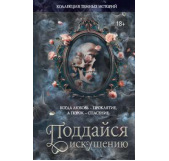 КОЛЛЕКЦИЯ ТЕМНЫХ ИСТОРИЙ
18+
КОГДА ЛЮБОВЬ – ПРОКЛЯТИЕ,
А ПОРОК – СПАСЕНИЕ
Поддайся
искушению